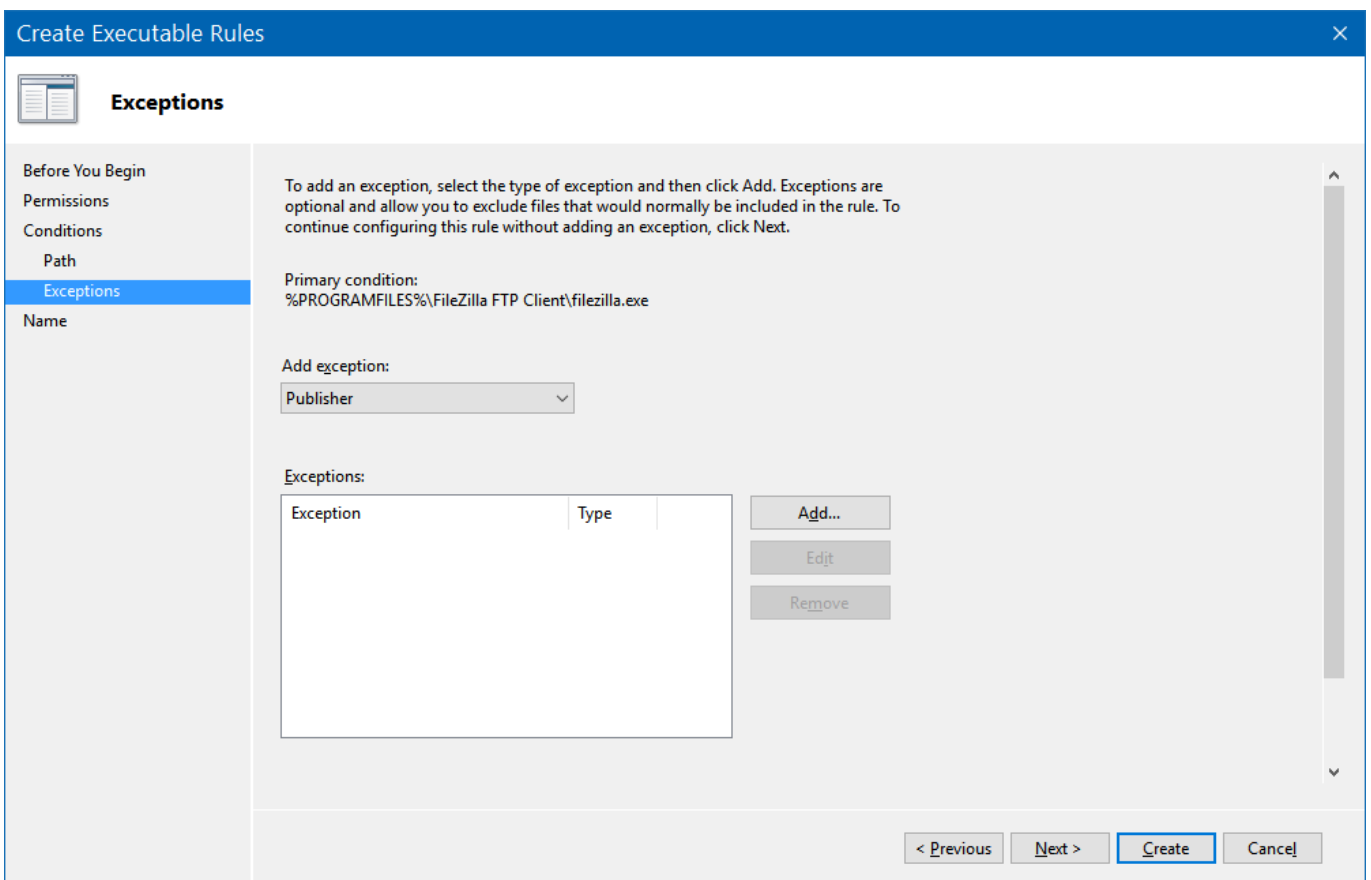 Create Executable Rules
Exceptions
Before You Begin
Permissions
Conditions
Path
Exceptions
Name
To add an exception, select the type of exception and then click Add. Exceptions are
optional and allow you to exclude files that would normally be included in the rule. To
continue configuring this rule without adding an exception, click Next.
Primary condition:
%PROGRAMFILES%\FileZilla FTP Client\filezilla.exe
Add exception:
Publisher
Exceptions:
Exception Type
Add...
Edit
Remove
< Previous Next > Create Cancel